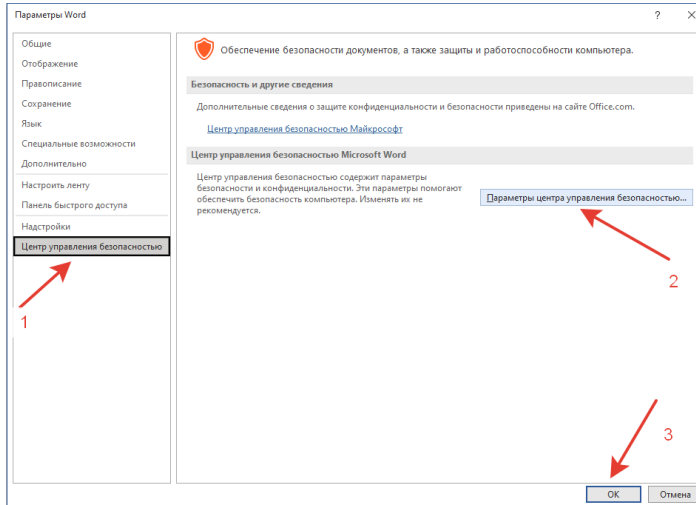 Параметры Word
? ×
Общие
Отображение
Правописание
Сохранение
Язык
Специальные возможности
Дополнительно
Настроить ленту
Панель быстрого доступа
Надстройки
Центр управления безопасностью
1
Обеспечение безопасности документов, а также защиты и работоспособности компьютера.
Безопасность и другие сведения
Дополнительные сведения о защите конфиденциальности и безопасности приведены на сайте Office.com.
Центр управления безопасностью Майкрософт
Центр управления безопасностью Microsoft Word
Центр управления безопасностью содержит параметры
безопасности и конфиденциальности. Эти параметры помогают
обеспечить безопасность компьютера. Изменять их не
рекомендуется.
Параметры центра управления безопасностью...
2
3
ОК
Отмена